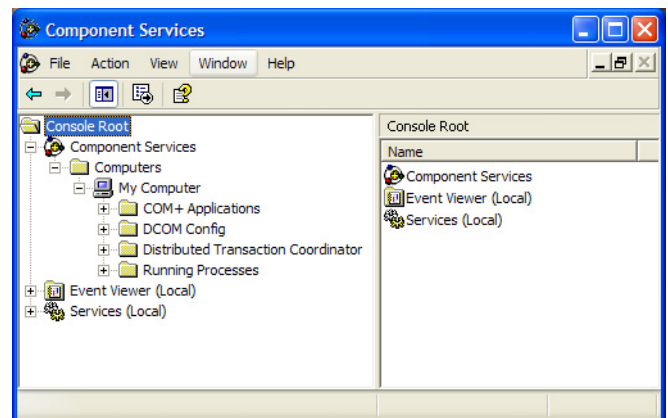 Component Services
File Action View Window Help
Console Root
Component Services
Computers
My Computer
COM+ Applications
DCOM Config
Distributed Transaction Coordinator
Running Processes
Event Viewer (Local)
Services (Local)
Console Root
Name
Component Services
Event Viewer (Local)
Services (Local)